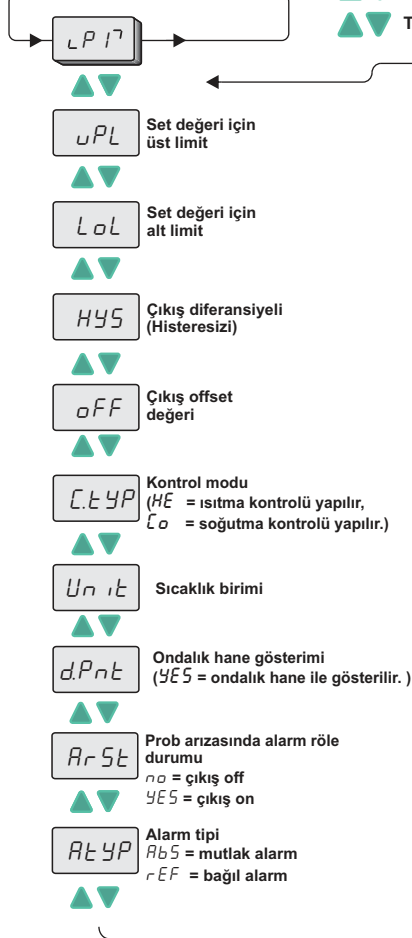 T
uPL
Set değeri için
üst limit
LoL
Set değeri için
alt limit
HYS
Çıkış diferansiyeli
(Histeresizi)
oFF
Çıkış offset
değeri
C.tYP
Kontrol modu
(HE = ısıtma kontrolü yapılır,
Co = soğutma kontrolü yapılır.)
Unit
Sıcaklık birimi
d.Pnt
Ondalık hane gösterimi
(YES = ondalık hane ile gösterilir. )
ArSt
Prob arızasında alarm röle
durumu
no = çıkış off
YES = çıkış on
AtYP
Alarm tipi
AbS = mutlak alarm
rEF = bağıl alarm